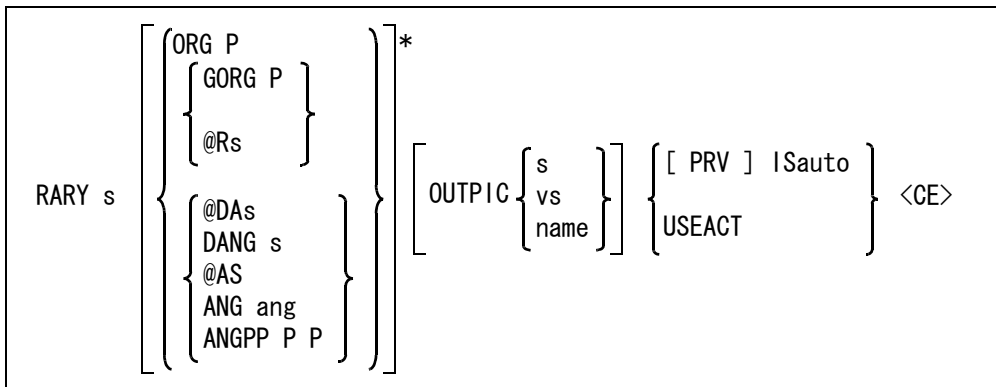 ORG P
*
GORG P
@Rs
RARY s
@DAs
DANG s
@AS
ANG ang
ANGPP P P
OUTPIC
s
vs
name
[ PRV ] ISauto
USEACT
<CE>